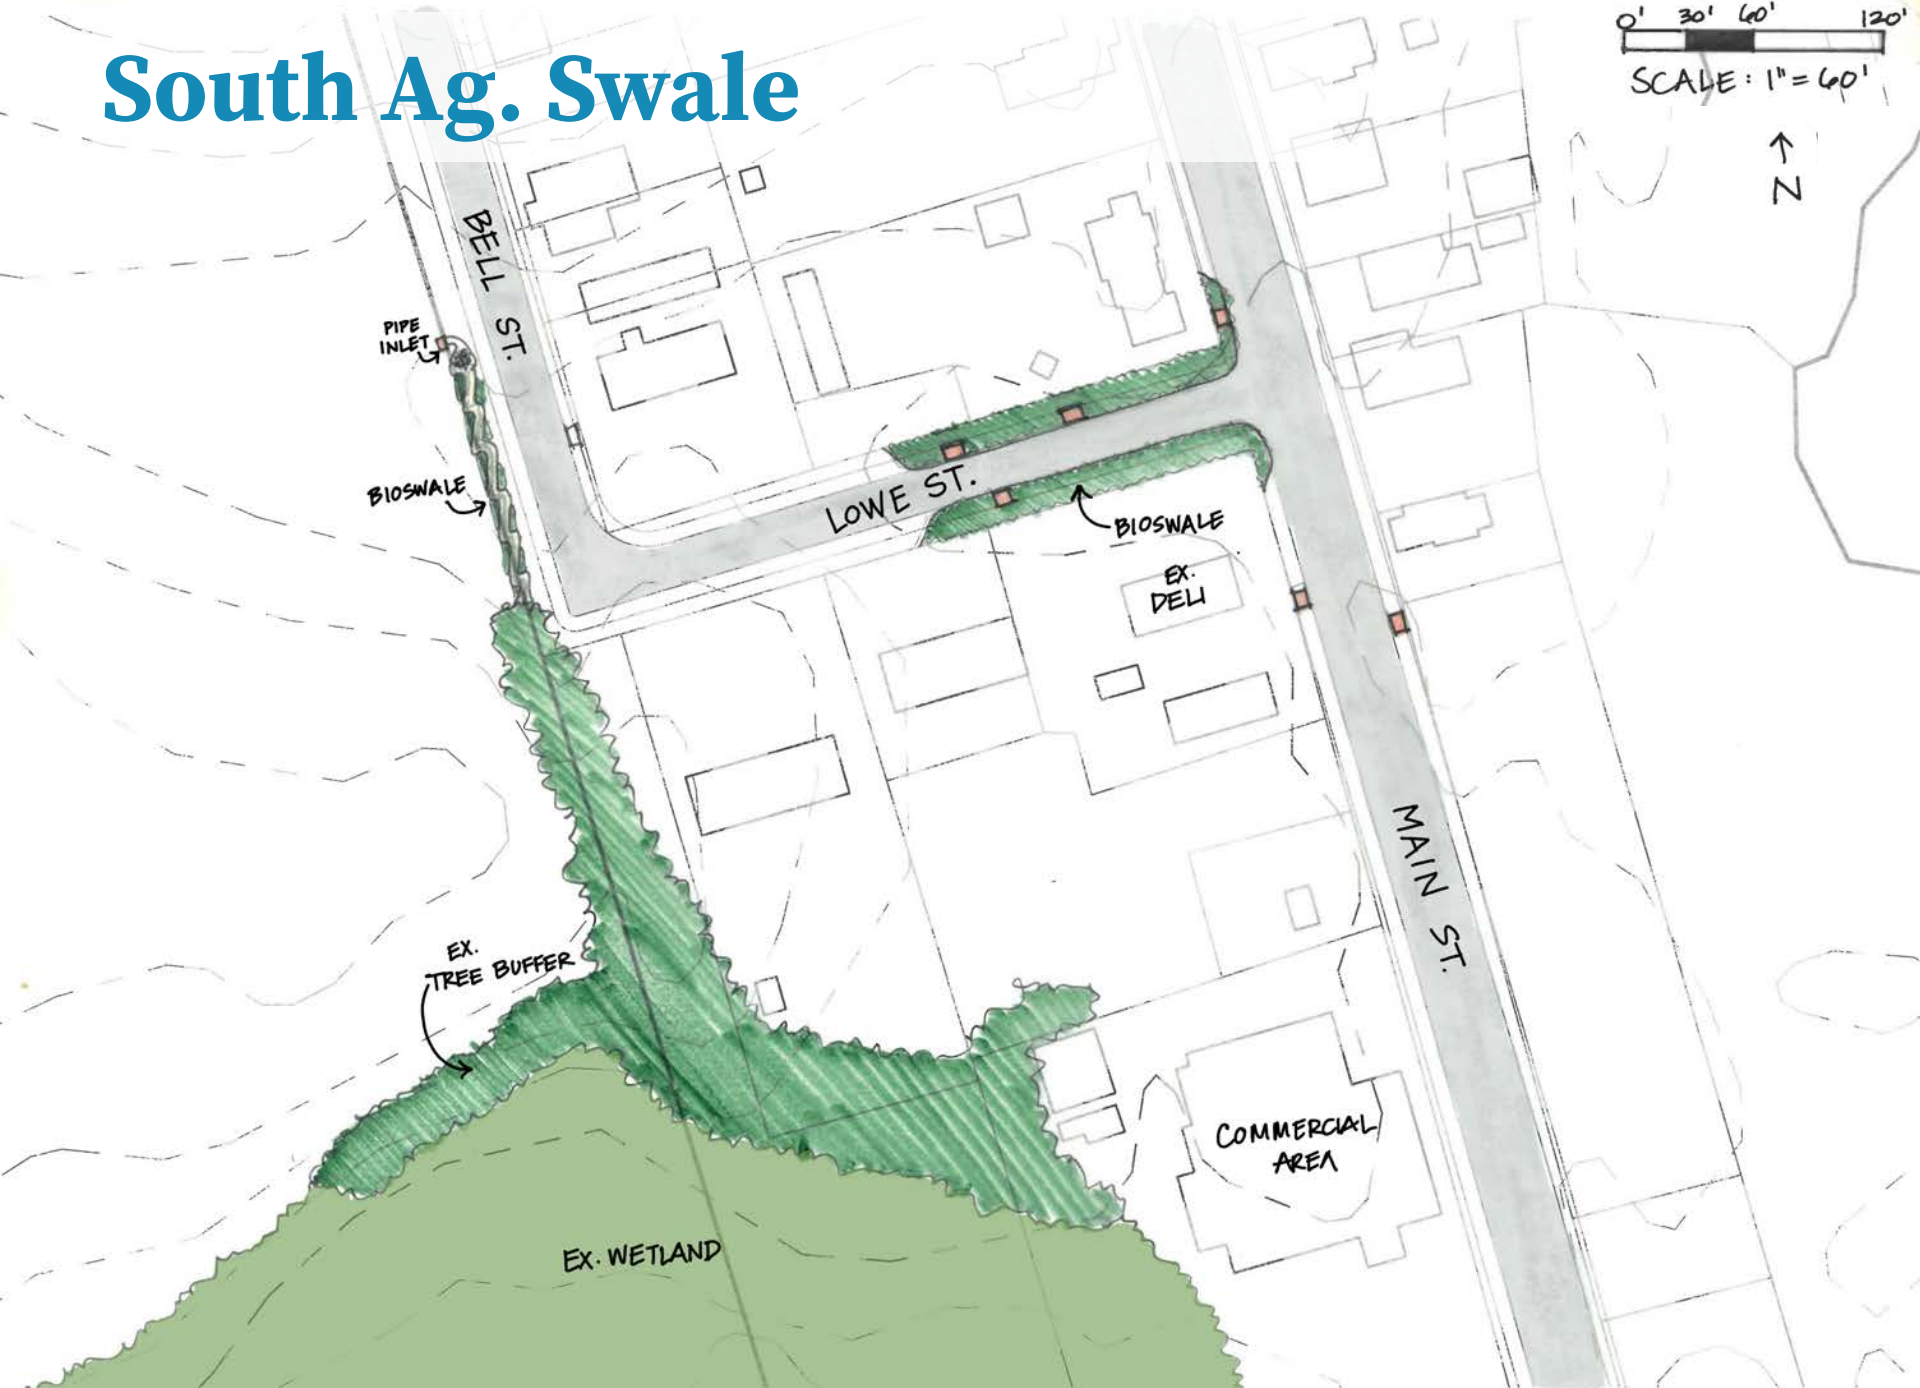 South Ag. Swale
0' 30' 60' 120'
SCALE: 1"=60'
N
BELL ST.
PIPE
INLET
BIOSWALE
LOWE ST.
BIOSWALE
EX.
DELI
MAIN ST.
EX.
TREE BUFFER
COMMERCIAL
AREA
EX. WETLAND